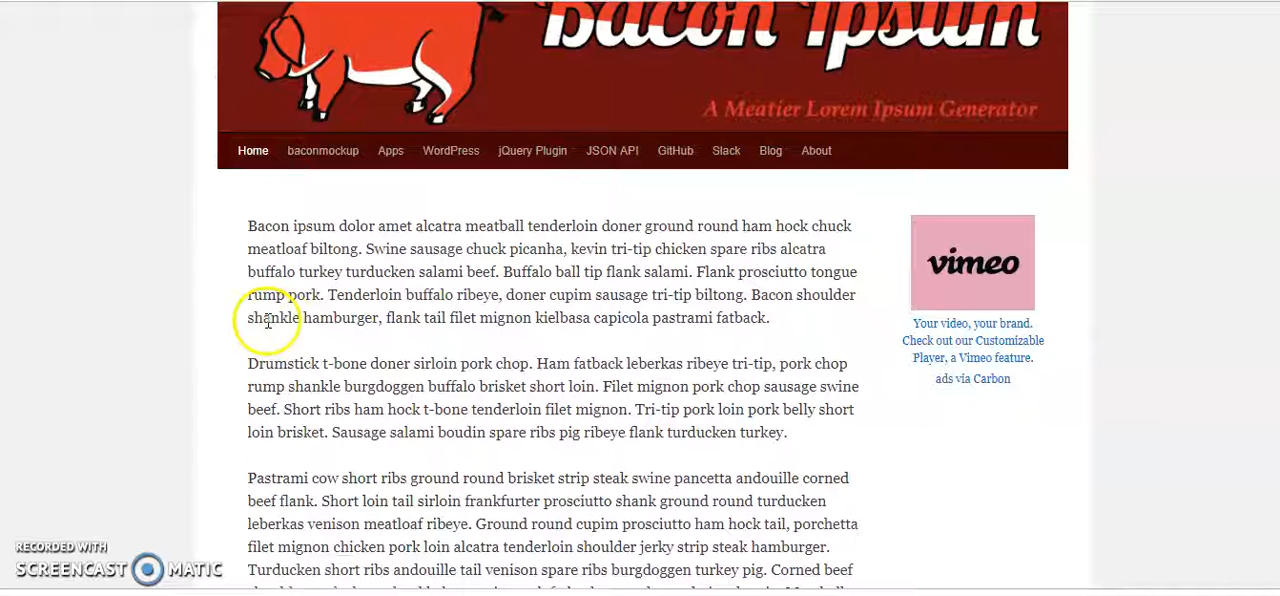 Bacon Ipsum
A Meatier Lorem Ipsum Generator
Home baconmockup Apps WordPress jQuery Plugin JSON API GitHub Slack Blog About
Bacon ipsum dolor amet alcatra meatball tenderloin doner ground round ham hock chuck
meatloaf biltong. Swine sausage chuck picanha, kevin tri-tip chicken spare ribs alcatra
buffalo turkey turducken salami beef. Buffalo ball tip flank salami. Flank prosciutto tongue
rump pork. Tenderloin buffalo ribeye, doner cupim sausage tri-tip biltong. Bacon shoulder
shankle hamburger, flank tail filet mignon kielbasa capicola pastrami fatback.
Drumstick t-bone doner sirloin pork chop. Ham fatback leberkas ribeye tri-tip, pork chop
rump shankle burgdoggen buffalo brisket short loin. Filet mignon pork chop sausage swine
beef. Short ribs ham hock t-bone tenderloin filet mignon. Tri-tip pork loin pork belly short
loin brisket. Sausage salami boudin spare ribs pig ribeye flank turducken turkey.
Pastrami cow short ribs ground round brisket strip steak swine pancetta andouille corned
beef flank. Short loin tail sirloin frankfurter prosciutto shank ground round turducken
leberkas venison meatloaf ribeye. Ground round cupim prosciutto ham hock tail, porchetta
filet mignon chicken pork loin alcatra tenderloin shoulder jerky strip steak hamburger.
Turducken short ribs andouille tail venison spare ribs burgdoggen turkey pig. Corned beef
vimeo
Your video, your brand.
Check out our Customizable
Player, a Vimeo feature.
ads via Carbon
RECORDED WITH
SCREENCAST MATIC